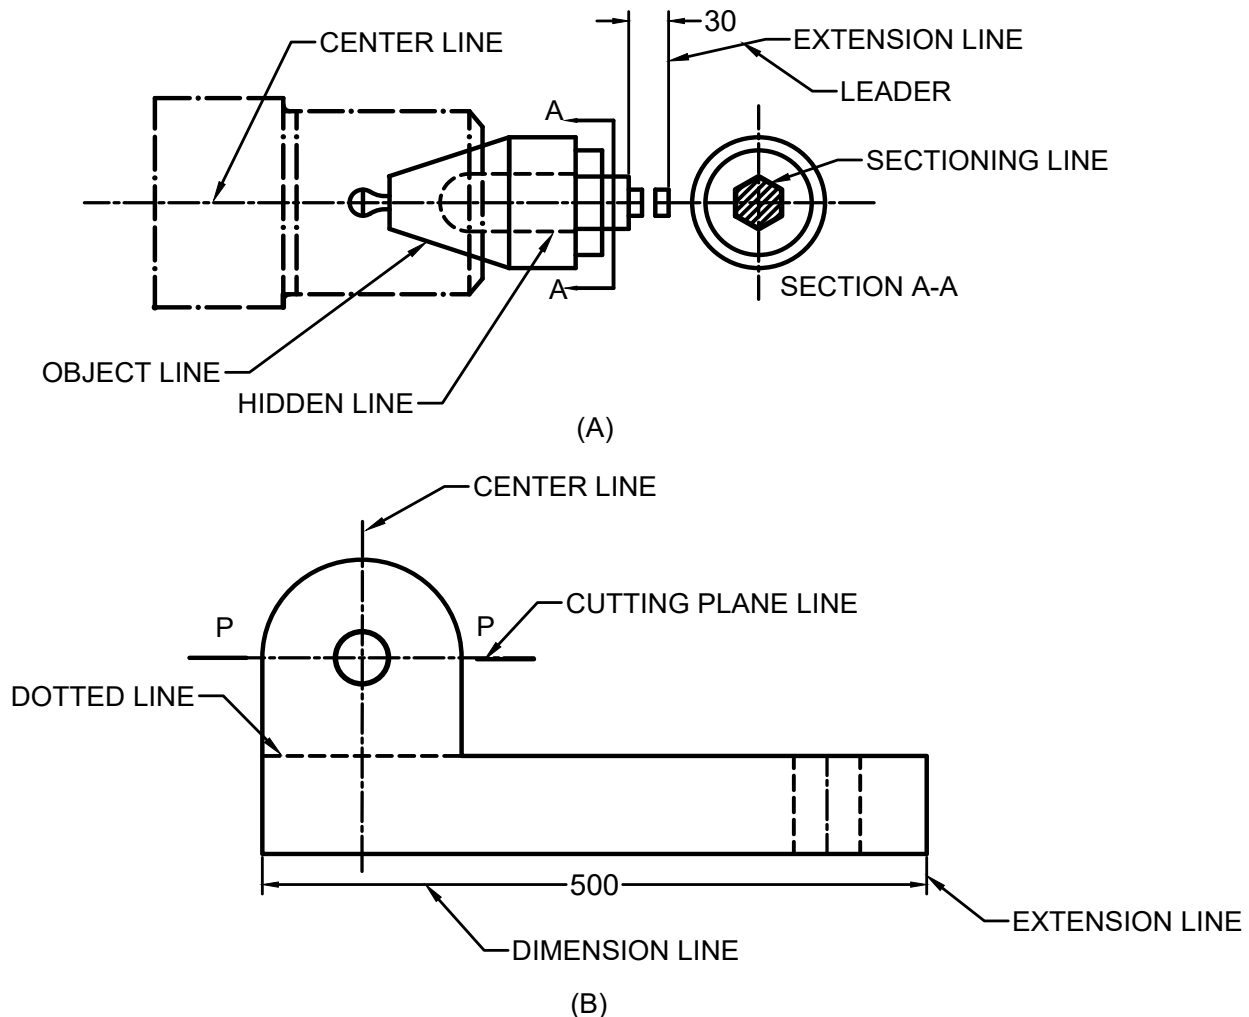 30
CENTER LINE
EXTENSION LINE
LEADER
A
SECTIONING LINE
A
SECTION A-A
OBJECT LINE
HIDDEN LINE
(A)
CENTER LINE
CUTTING PLANE LINE
P
P
DOTTED LINE
500
EXTENSION LINE
DIMENSION LINE
(B)